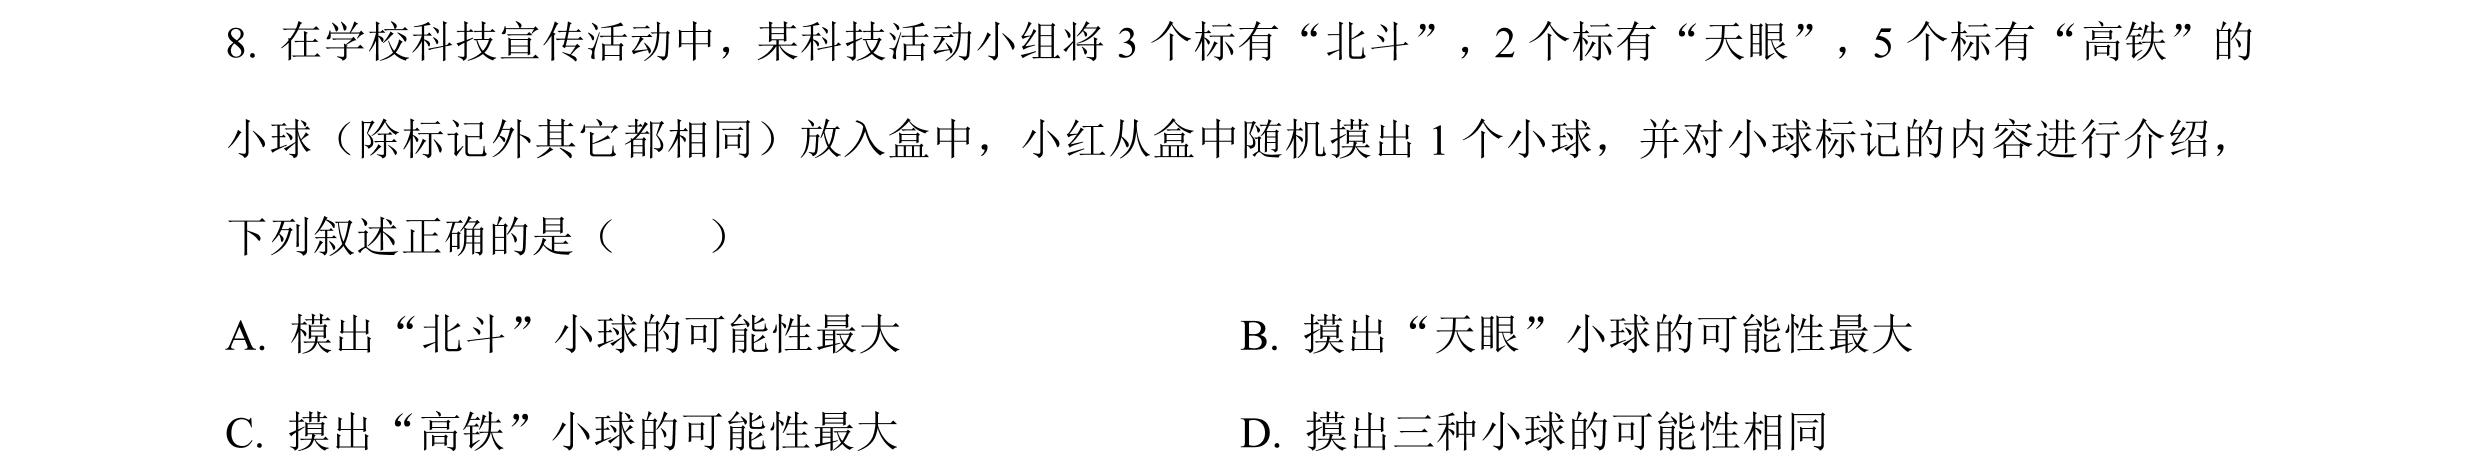 8. 在学校科技宣传活动中，某科技活动小组将 3 个标有“北斗”，2 个标有“天眼”，5 个标有“高铁”的
小球（除标记外其它都相同）放入盒中，小红从盒中随机摸出 1 个小球，并对小球标记的内容进行介绍，
下列叙述正确的是（　　）
A. 模出“北斗”小球的可能性最大 B. 摸出“天眼”小球的可能性最大
C. 摸出“高铁”小球的可能性最大 D. 摸出三种小球的可能性相同